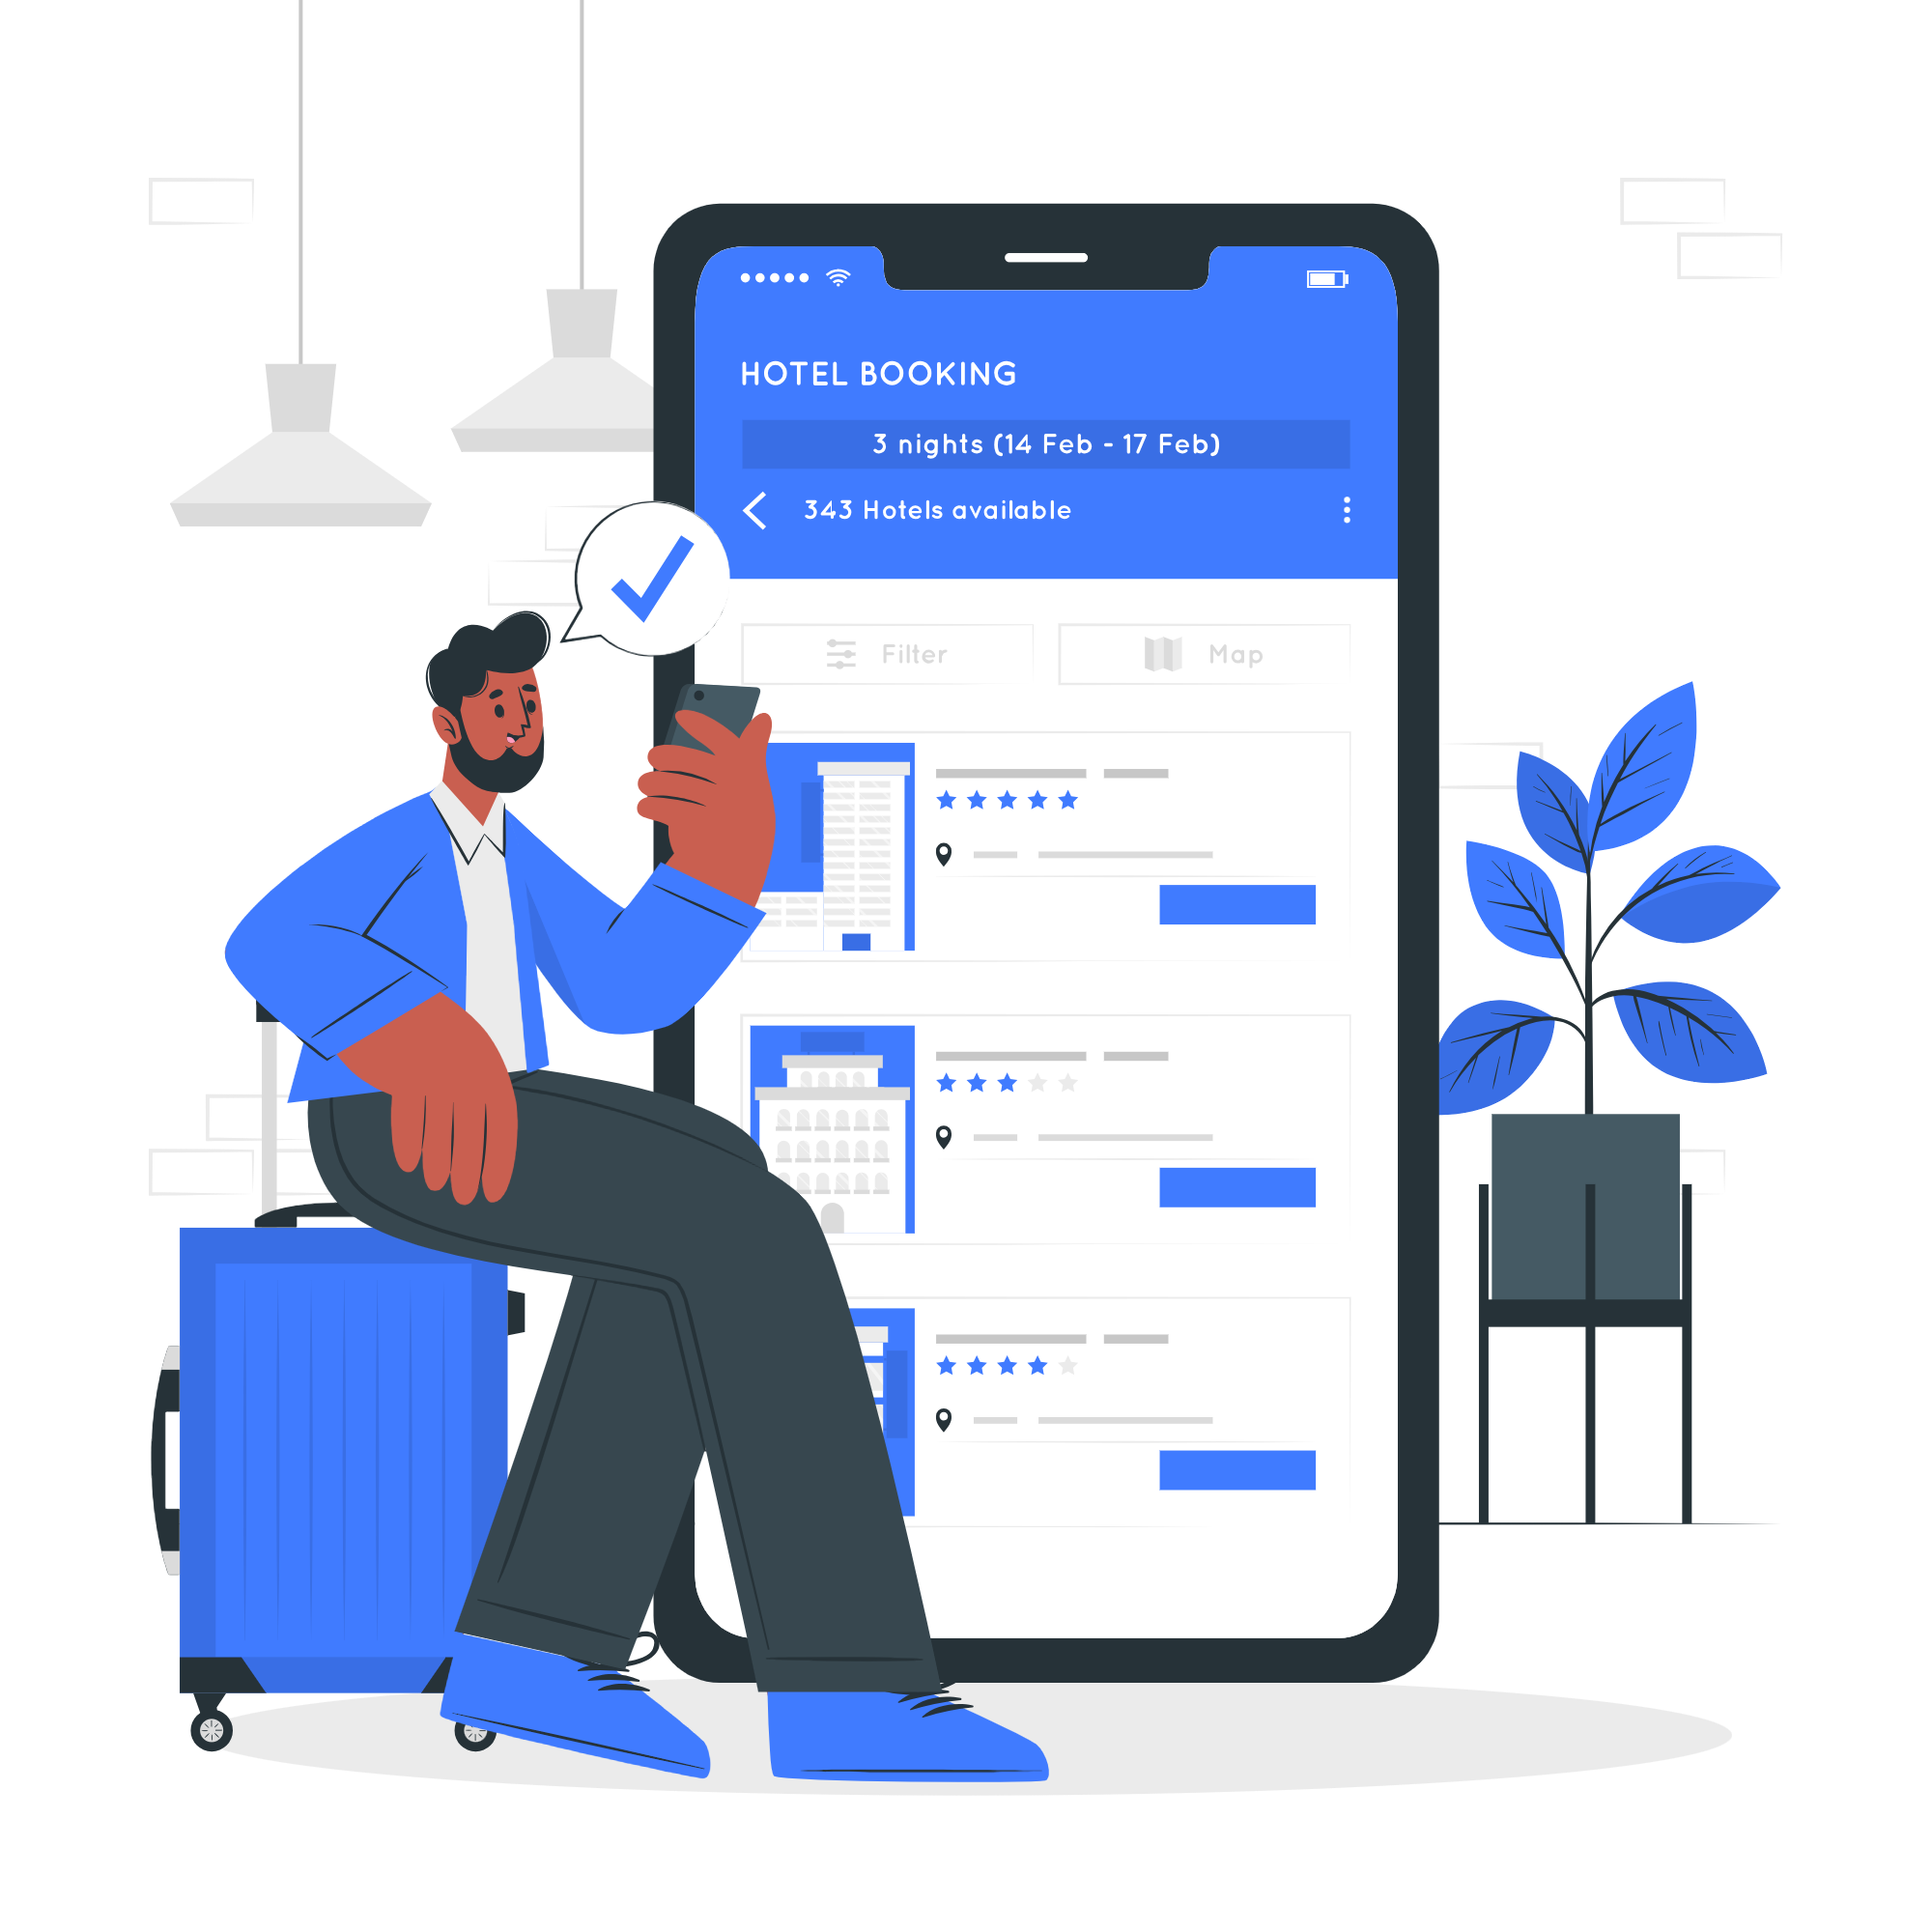 HOTEL BOOKING
3 nights (14 Feb - 17 Feb)
343 Hotels available
Filter
Map